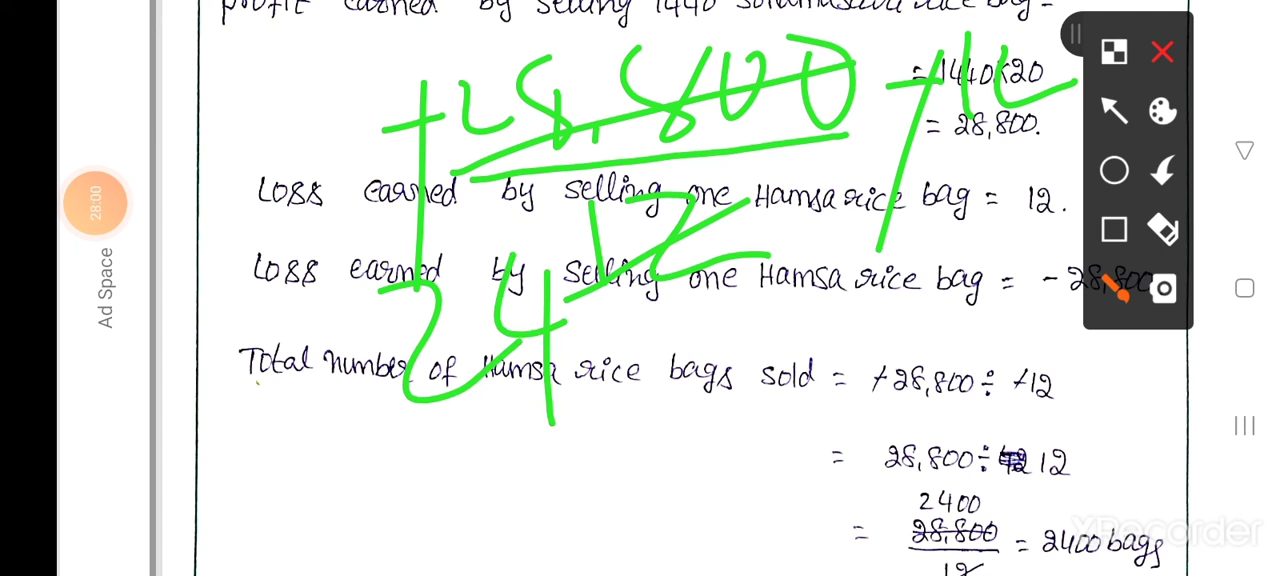 profit earned by selling 1440 rice bag =
= 1440×20
+28,800
= 28,800.
Loss earned by selling one Hamsa rice bag = 12.
12
Loss earned by selling one Hamsa rice bag = - 28,800
24
Total number of Hamsa rice bags sold = +28,800 ÷ +12
= 28,800 ÷ 12
2400
= 28,800 = 2400 bags
12
28:00
Ad Space
XRecorder